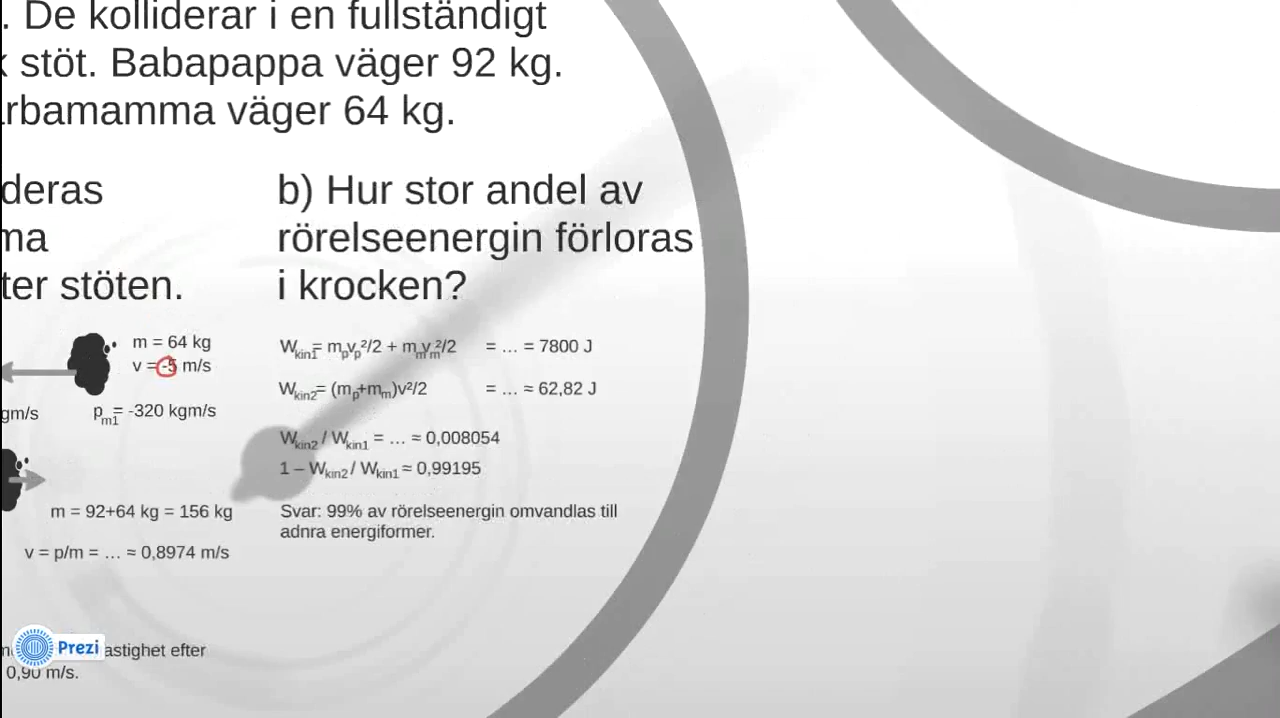 . De kolliderar i en fullständigt
k stöt. Babapappa väger 92 kg.
arbamamma väger 64 kg.
deras
ma
ter stöten.
m = 64 kg
v = -5 m/s
gm/s
pm1= -320 kgm/s
m = 92+64 kg = 156 kg
v = p/m = … ≈ 0,8974 m/s
astighet efter
0,90 m/s.
b) Hur stor andel av
rörelseenergin förloras
i krocken?
Wkin1= mpvp²/2 + mmvm²/2 = … = 7800 J
Wkin2= (mp+mm)v²/2 = … ≈ 62,82 J
Wkin2 / Wkin1 = … ≈ 0,008054
1 – Wkin2 / Wkin1 ≈ 0,99195
Svar: 99% av rörelseenergin omvandlas till
adnra energiformer.
Prezi